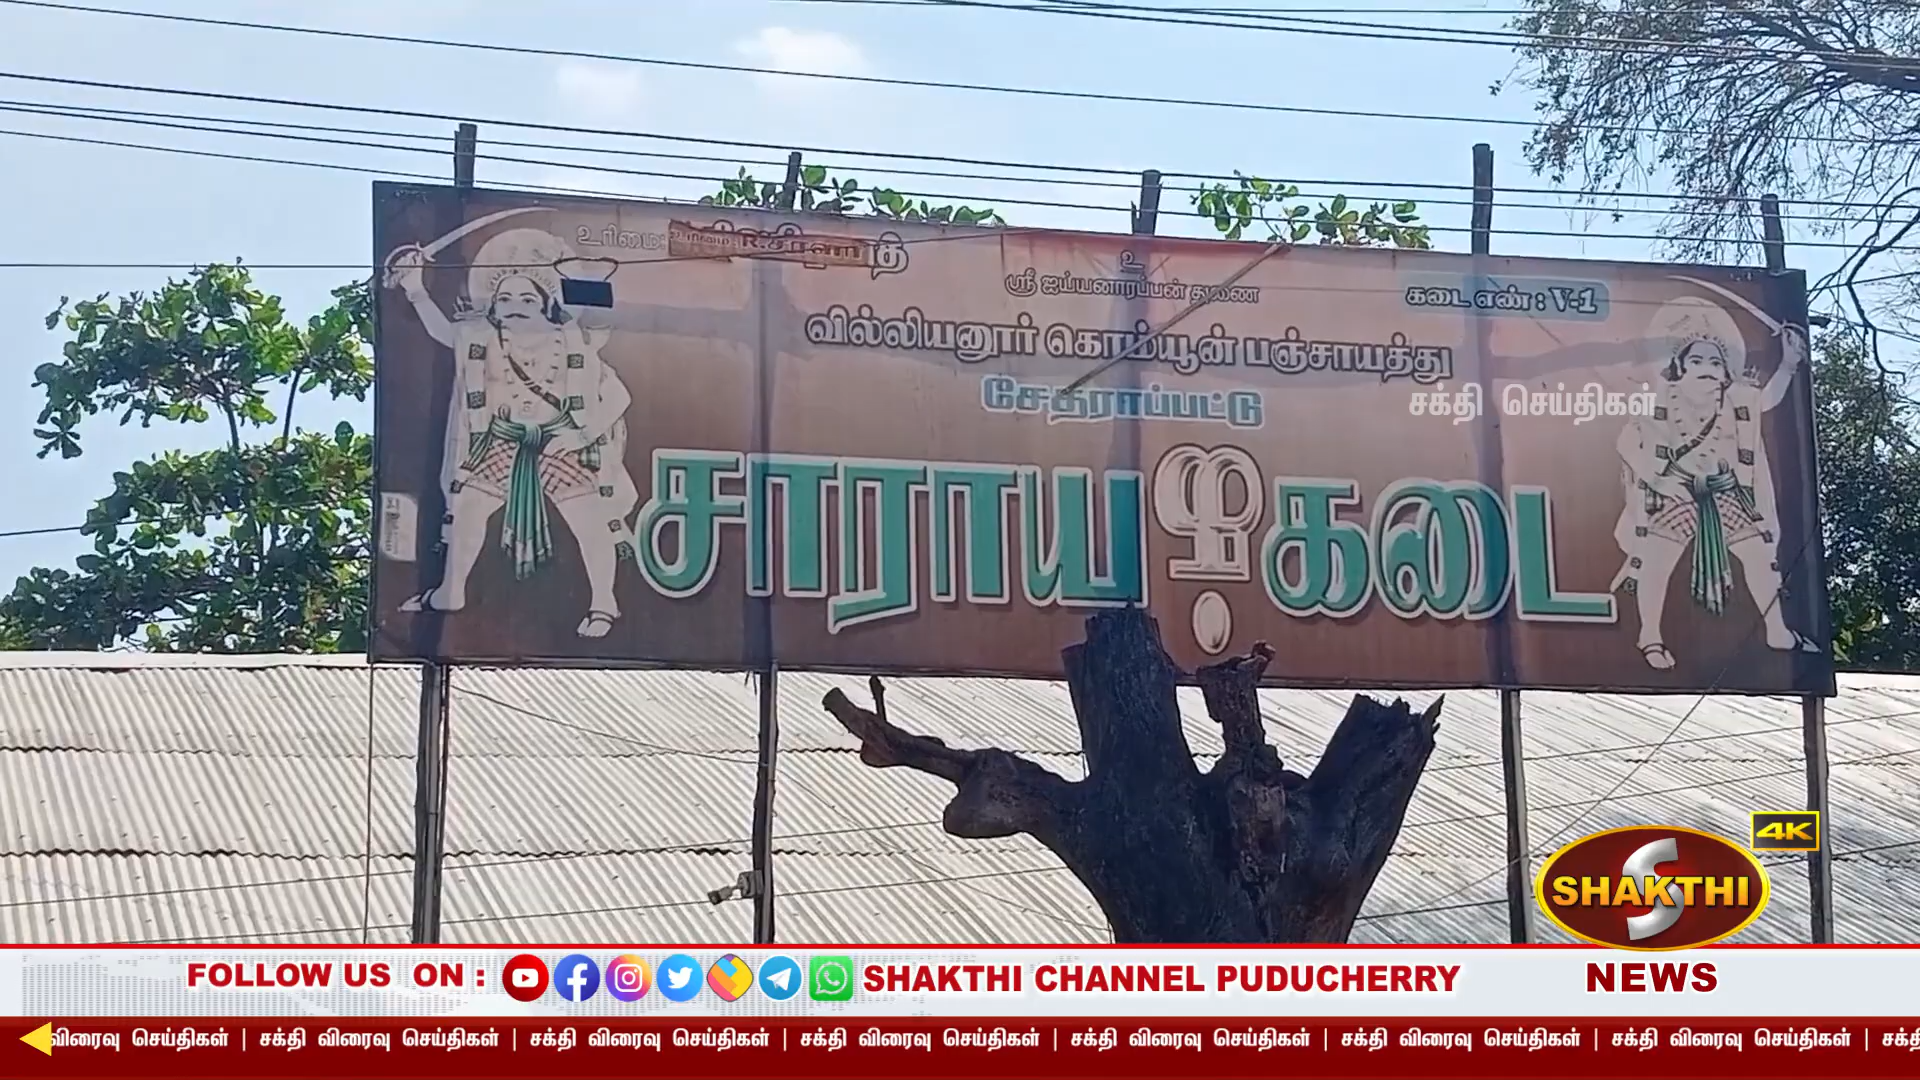 உரிமை:
உ
ஸ்ரீ ஐய்யனாரப்பன் துணை
கடை எண் : V-1
வில்லியனூர் கொம்யூன் பஞ்சாயத்து
சேதராப்பட்டு
சக்தி செய்திகள்
சாராயக்கடை
4K
SHAKTHI
NEWS
FOLLOW US ON : SHAKTHI CHANNEL PUDUCHERRY
விரைவு செய்திகள் | சக்தி விரைவு செய்திகள் | சக்தி விரைவு செய்திகள் | சக்தி விரைவு செய்திகள் | சக்தி விரைவு செய்திகள் | சக்தி விரைவு செய்திகள் | சக்தி விரைவு செய்திகள் |